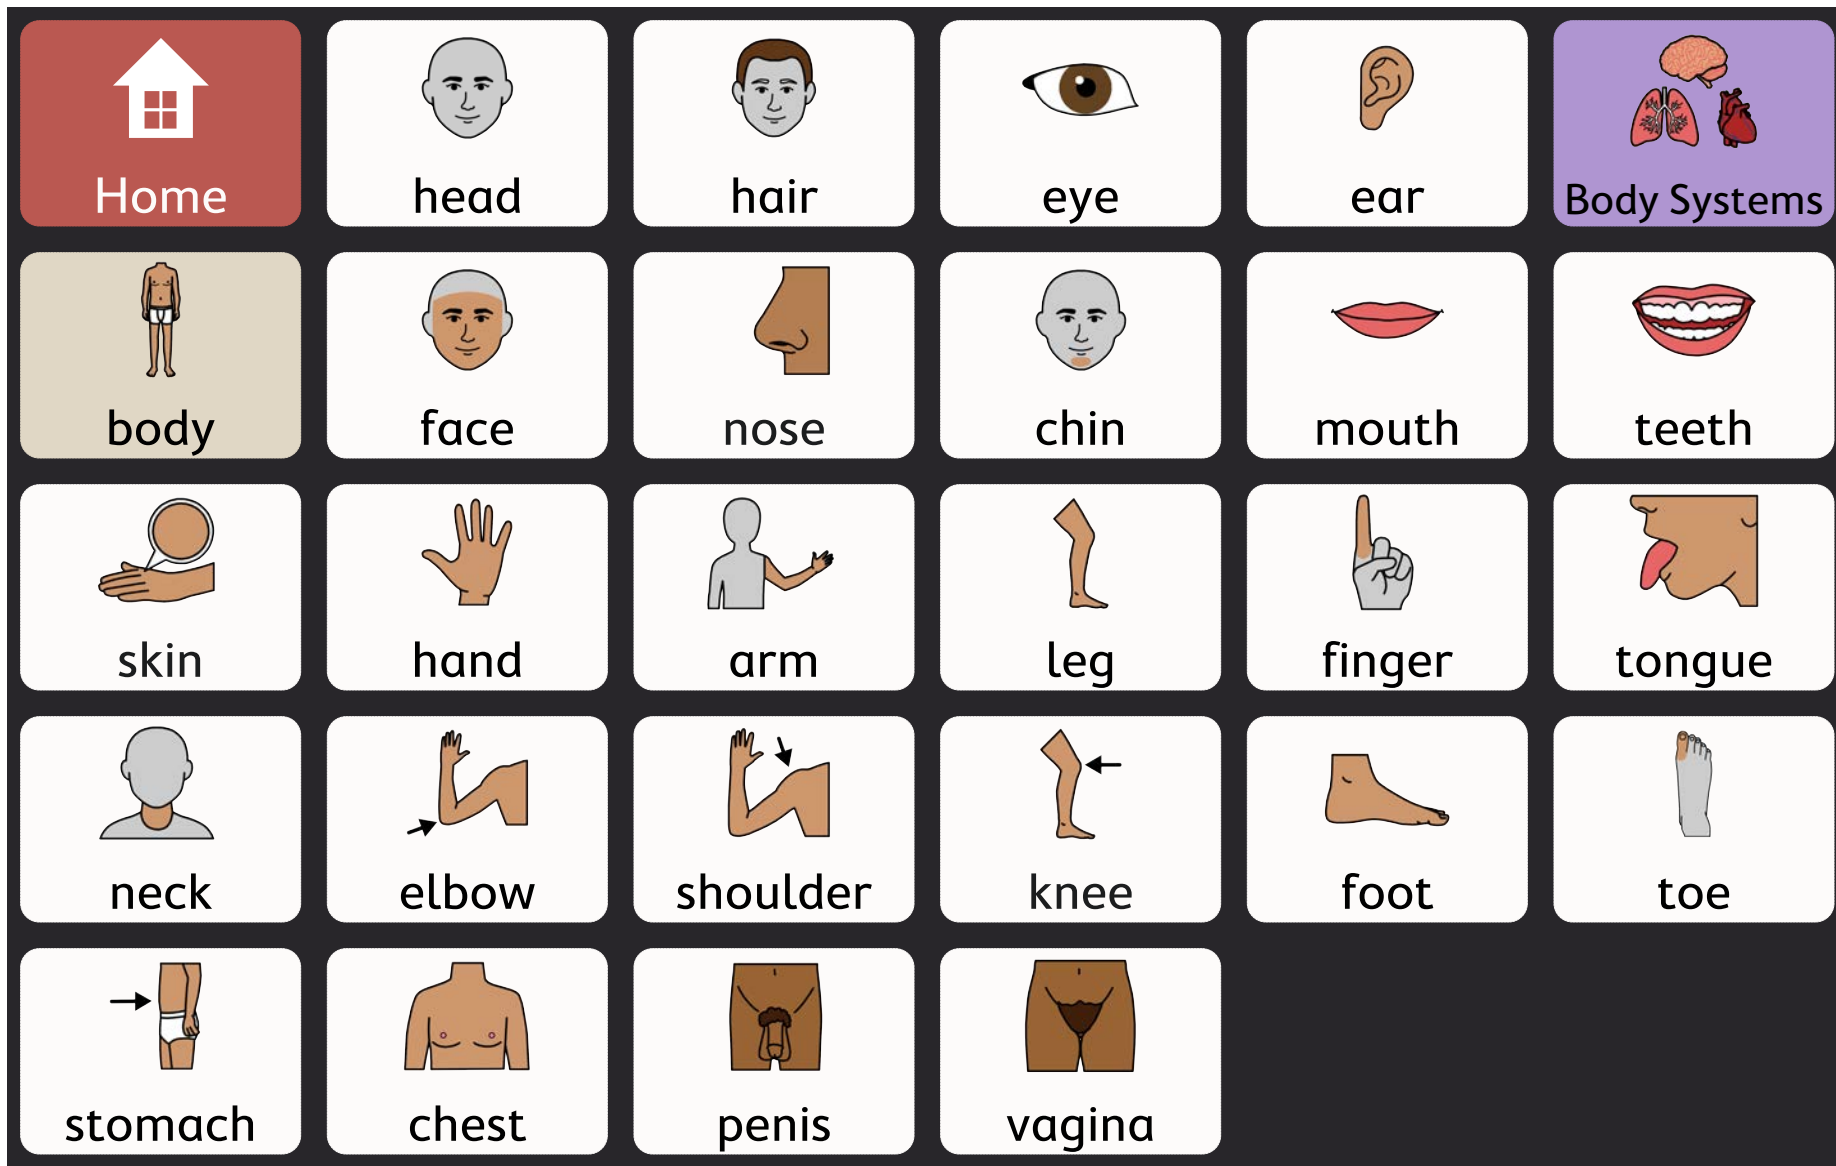 Home
head
hair
eye
ear
Body Systems
body
face
nose
chin
mouth
teeth
skin
hand
arm
leg
finger
tongue
neck
elbow
shoulder
knee
foot
toe
stomach
chest
penis
vagina